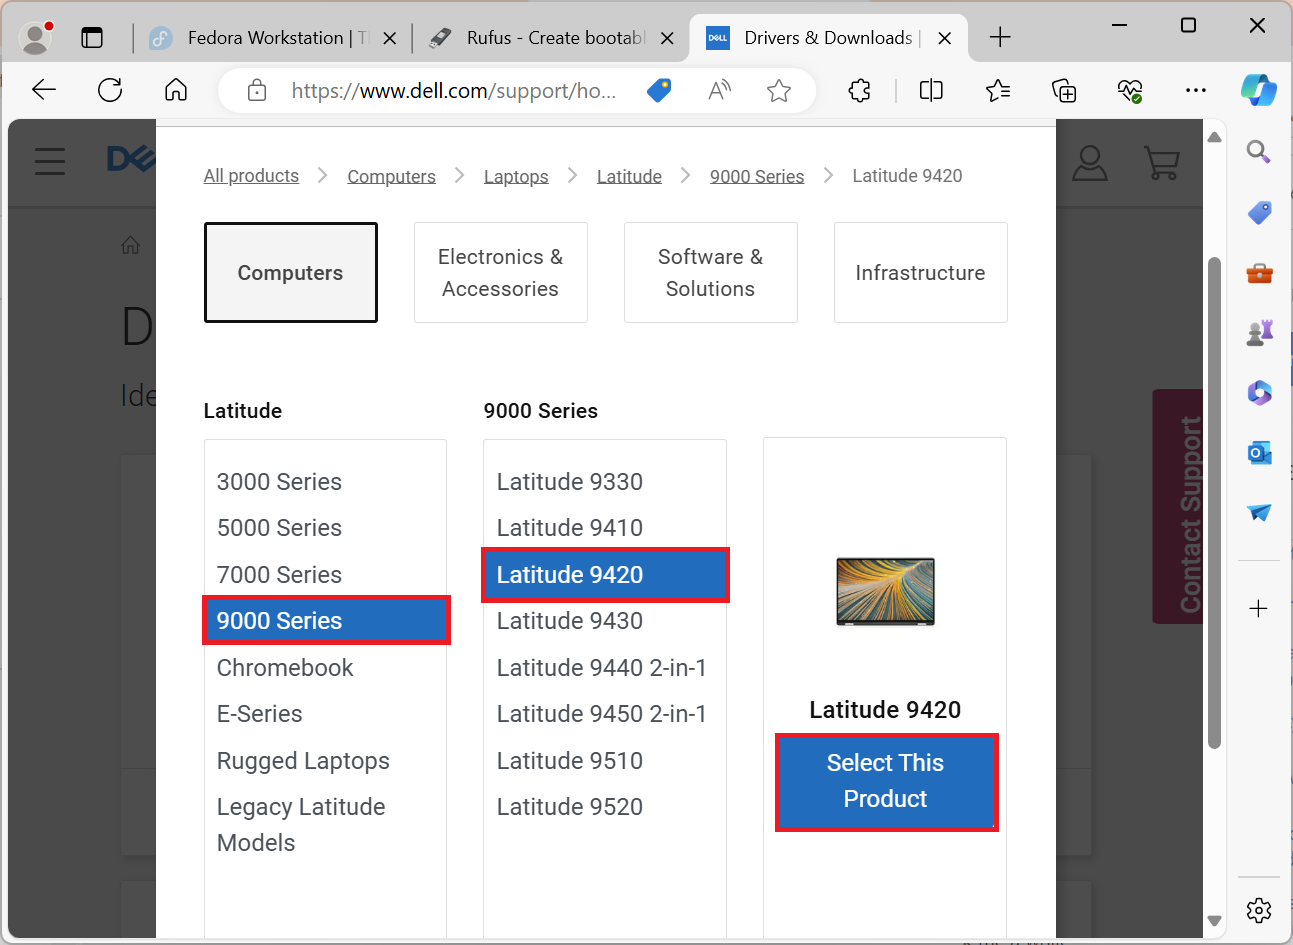 Fedora Workstation | T
Rufus - Create bootabl
DELL
Drivers & Downloads |
https://www.dell.com/support/ho...
All products
Computers
Laptops
Latitude
9000 Series
Latitude 9420
Computers
Electronics &
Accessories
Software &
Solutions
Infrastructure
D
Ide
Latitude
3000 Series
5000 Series
7000 Series
9000 Series
Chromebook
E-Series
Rugged Laptops
Legacy Latitude
Models
9000 Series
Latitude 9330
Latitude 9410
Latitude 9420
Latitude 9430
Latitude 9440 2-in-1
Latitude 9450 2-in-1
Latitude 9510
Latitude 9520
Latitude 9420
Select This
Product
Contact Support